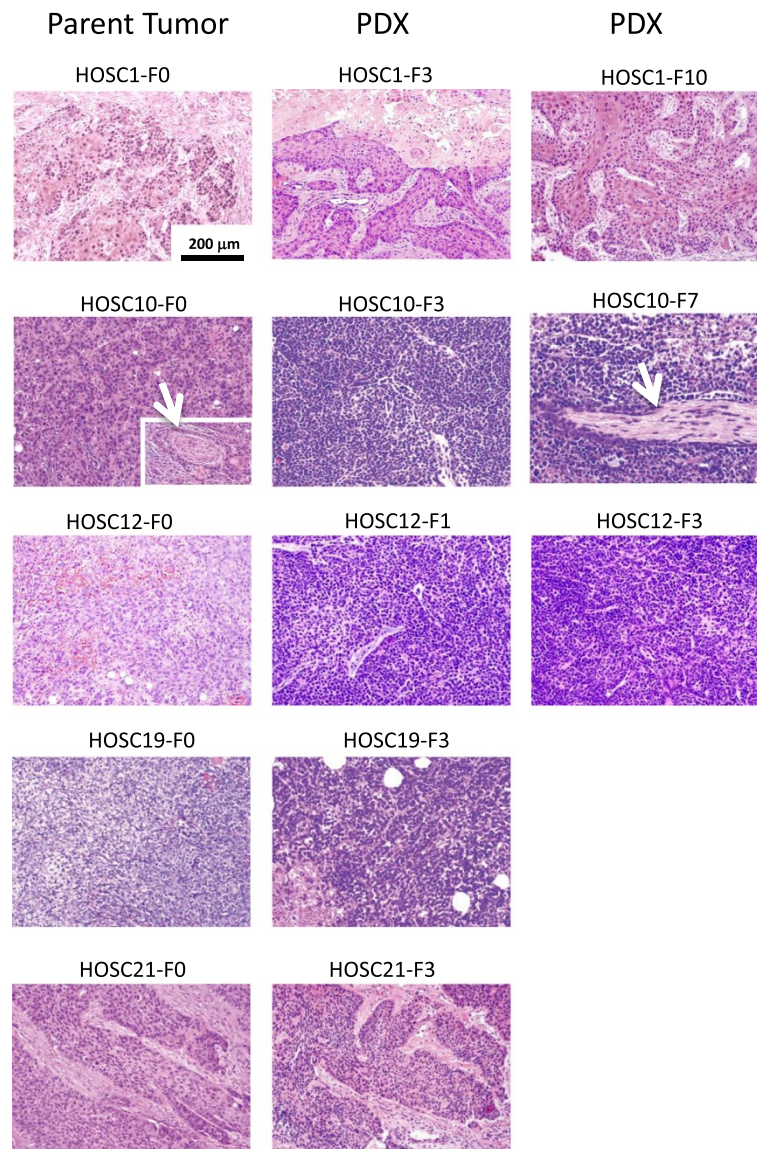 Parent Tumor PDX PDX
HOSC1-F0 HOSC1-F3 HOSC1-F10
200 μm
HOSC10-F0 HOSC10-F3 HOSC10-F7
HOSC12-F0 HOSC12-F1 HOSC12-F3
HOSC19-F0 HOSC19-F3
HOSC21-F0 HOSC21-F3